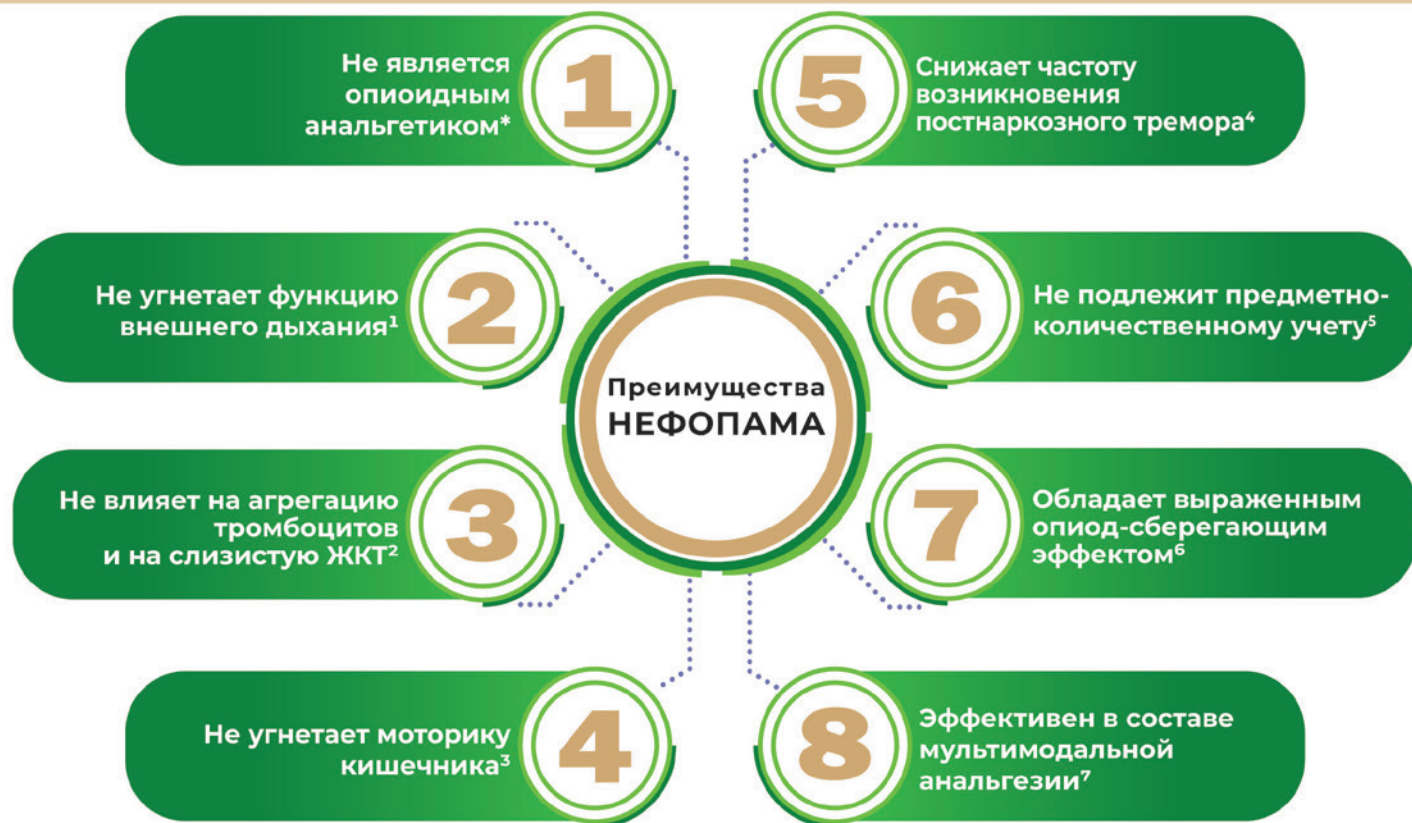 1
Не является
опиоидным
анальгетиком*
2
Не угнетает функцию
внешнего дыхания¹
3
Не влияет на агрегацию
тромбоцитов
и на слизистую ЖКТ²
4
Не угнетает моторику
кишечника³
Преимущества
НЕФОПАМА
5
Снижает частоту
возникновения
постнаркозного тремора⁴
6
Не подлежит предметно-
количественному учету⁵
7
Обладает выраженным
опиод-сберегающим
эффектом⁶
8
Эффективен в составе
мультимодальной
анальгезии⁷